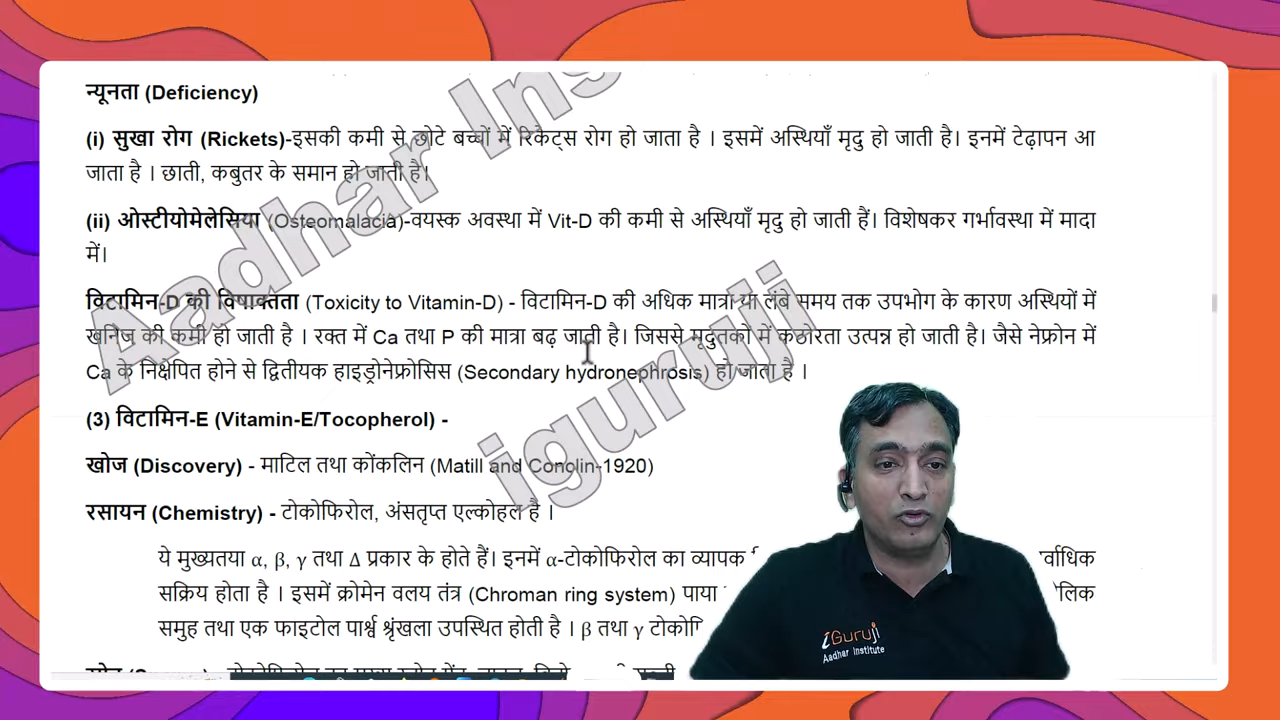 न्यूनता (Deficiency)
(i) सुखा रोग (Rickets)-इसकी कमी से छोटे बच्चों में रिकेट्स रोग हो जाता है । इसमें अस्थियाँ मृदु हो जाती है। इनमें टेढ़ापन आ
जाता है । छाती, कबुतर के समान हो जाती है।
(ii) ओस्टीयोमेलेसिया (Osteomalacia)-वयस्क अवस्था में Vit-D की कमी से अस्थियाँ मृदु हो जाती हैं। विशेषकर गर्भावस्था में मादा
में।
विटामिन-D की विषाक्तता (Toxicity to Vitamin-D) - विटामिन-D की अधिक मात्रा या लंबे समय तक उपभोग के कारण अस्थियों में
खनिज की कमी हो जाती है । रक्त में Ca तथा P की मात्रा बढ़ जाती है। जिससे मृदुतकों में कठोरता उत्पन्न हो जाती है। जैसे नेफ्रोन में
Ca के निक्षेपित होने से द्वितीयक हाइड्रोनेफ्रोसिस (Secondary hydronephrosis) हो जाता है ।
(3) विटामिन-E (Vitamin-E/Tocopherol) -
खोज (Discovery) - माटिल तथा कोंकलिन (Matill and Conolin-1920)
रसायन (Chemistry) - टोकोफिरोल, अंसतृप्त एल्कोहल है ।
ये मुख्यतया α, β, γ तथा Δ प्रकार के होते हैं। इनमें α-टोकोफिरोल का व्यापक
सक्रिय होता है । इसमें क्रोमेन वलय तंत्र (Chroman ring system) पाया
समुह तथा एक फाइटोल पार्श्व श्रृंखला उपस्थित होती है । β तथा γ
Aadhar Ing
iguruji
iGuruji
Aadhar Institute